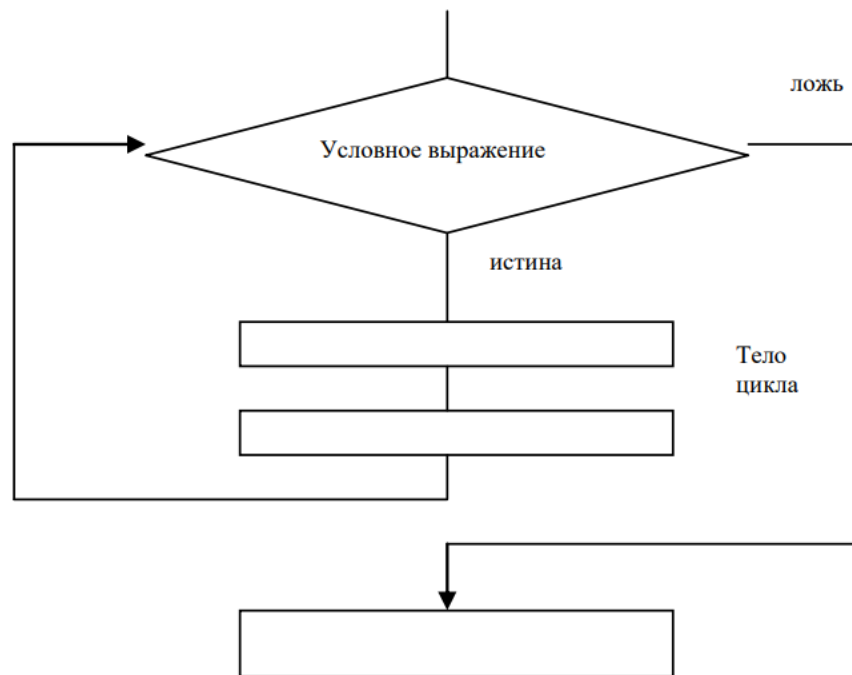 ложь
Условное выражение
истина
Тело
цикла